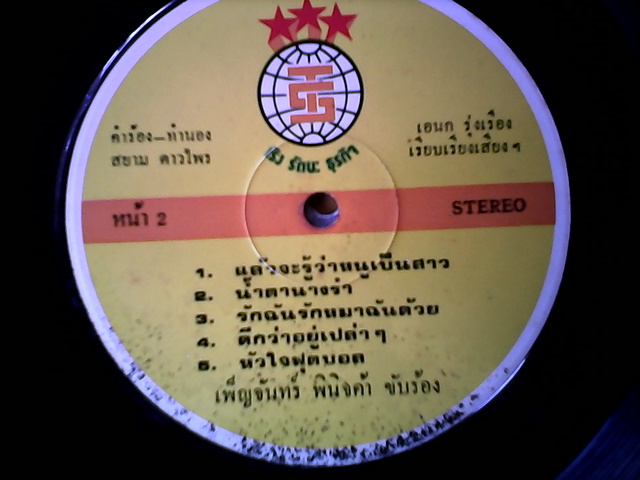 รัตนะ ธุรกิจ
คำร้อง-ทำนอง
สยาม ดาวไพร
เอนก รุ่งเรือง
เรียบเรียงเสียงฯ
หน้า 2
STEREO
1. แล้วจะรู้ว่าหนูเป็นสาว
2. น้ำตานางรำ
3. รักฉันรักหมาฉันด้วย
4. ดีกว่าอยู่เปล่าๆ
5. หัวใจฟุตบอล
เพ็ญจันทร์ พินิจค้า ขับร้อง